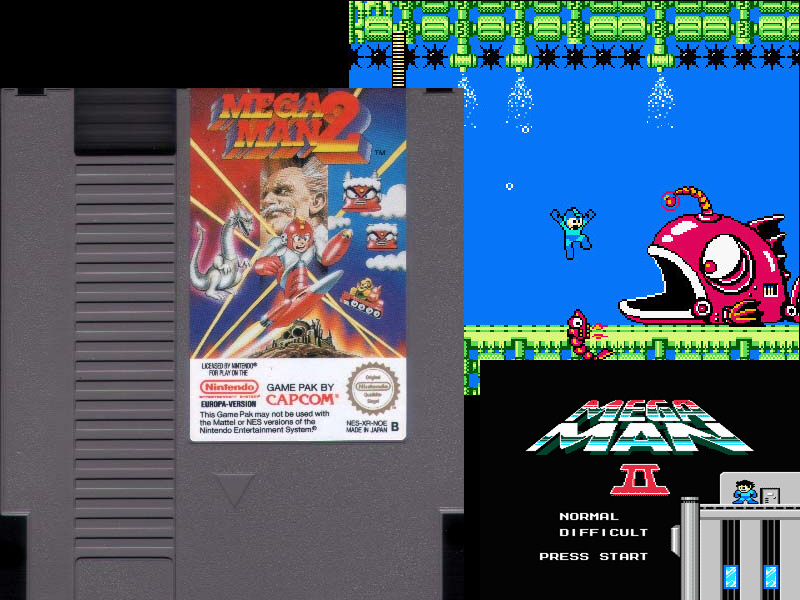 MEGA
MAN 2
TM
LICENSED BY NINTENDO®
FOR PLAY ON THE
Nintendo
ENTERTAINMENT SYSTEM®
EUROPA-VERSION
GAME PAK BY
CAPCOM®
Original
Nintendo
Qualitäts-
Siegel
This Game Pak may not be used with
the Mattel or NES versions of the
Nintendo Entertainment System.®
NES-XR-NOE
MADE IN JAPAN B
MEGA
MAN
II
NORMAL
DIFFICULT
PRESS START